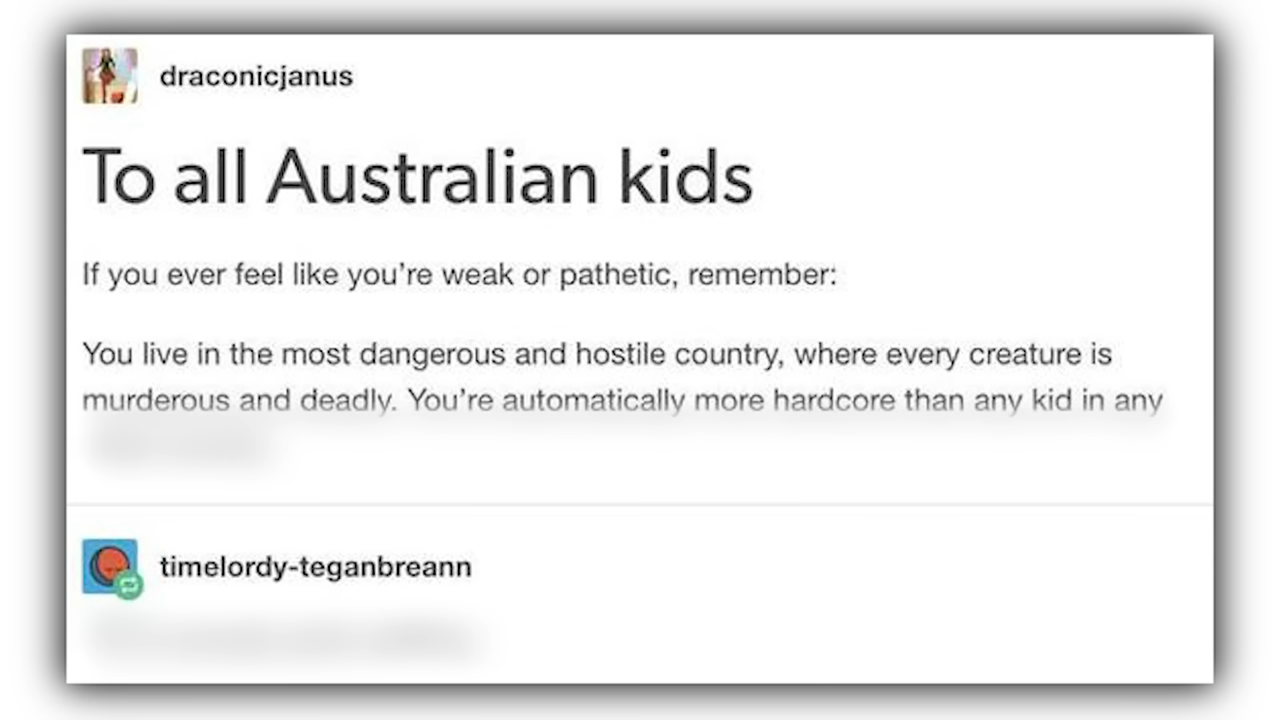 draconicjanus
To all Australian kids
If you ever feel like you’re weak or pathetic, remember:
You live in the most dangerous and hostile country, where every creature is
murderous and deadly. You’re automatically more hardcore than any kid in any
timelordy-teganbreann